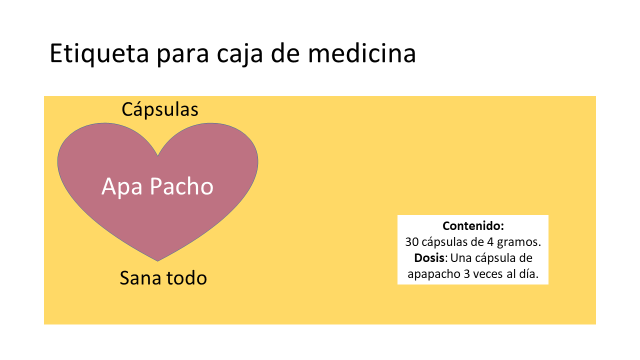 Etiqueta para caja de medicina
Cápsulas
Apa Pacho
Sana todo
Contenido:
30 cápsulas de 4 gramos.
Dosis: Una cápsula de
apapacho 3 veces al día.